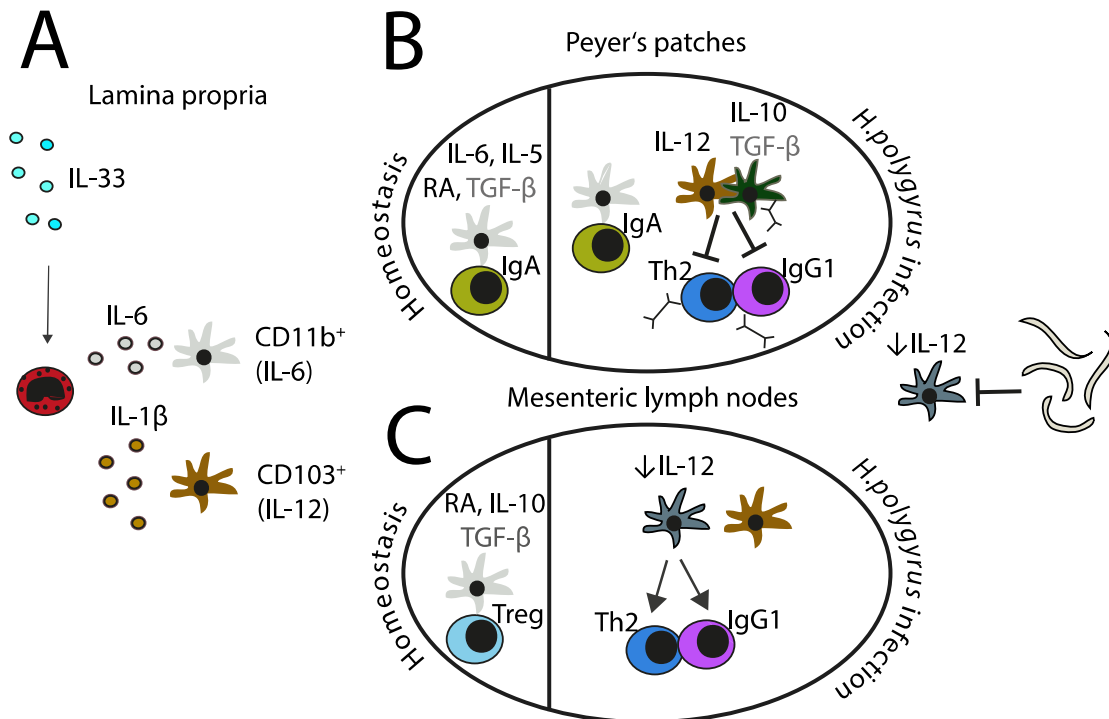 A
Lamina propria
IL-33
IL-6
CD11b⁺
(IL-6)
IL-1β
CD103⁺
(IL-12)
B
Peyer‘s patches
Homeostasis
IL-6, IL-5
RA, TGF-β
IgA
IL-12
IL-10
TGF-β
IgA
Th2
IgG1
H.polygyrus infection
↓IL-12
C
Mesenteric lymph nodes
Homeostasis
RA, IL-10
TGF-β
Treg
↓IL-12
Th2
IgG1
H.polygyrus infection